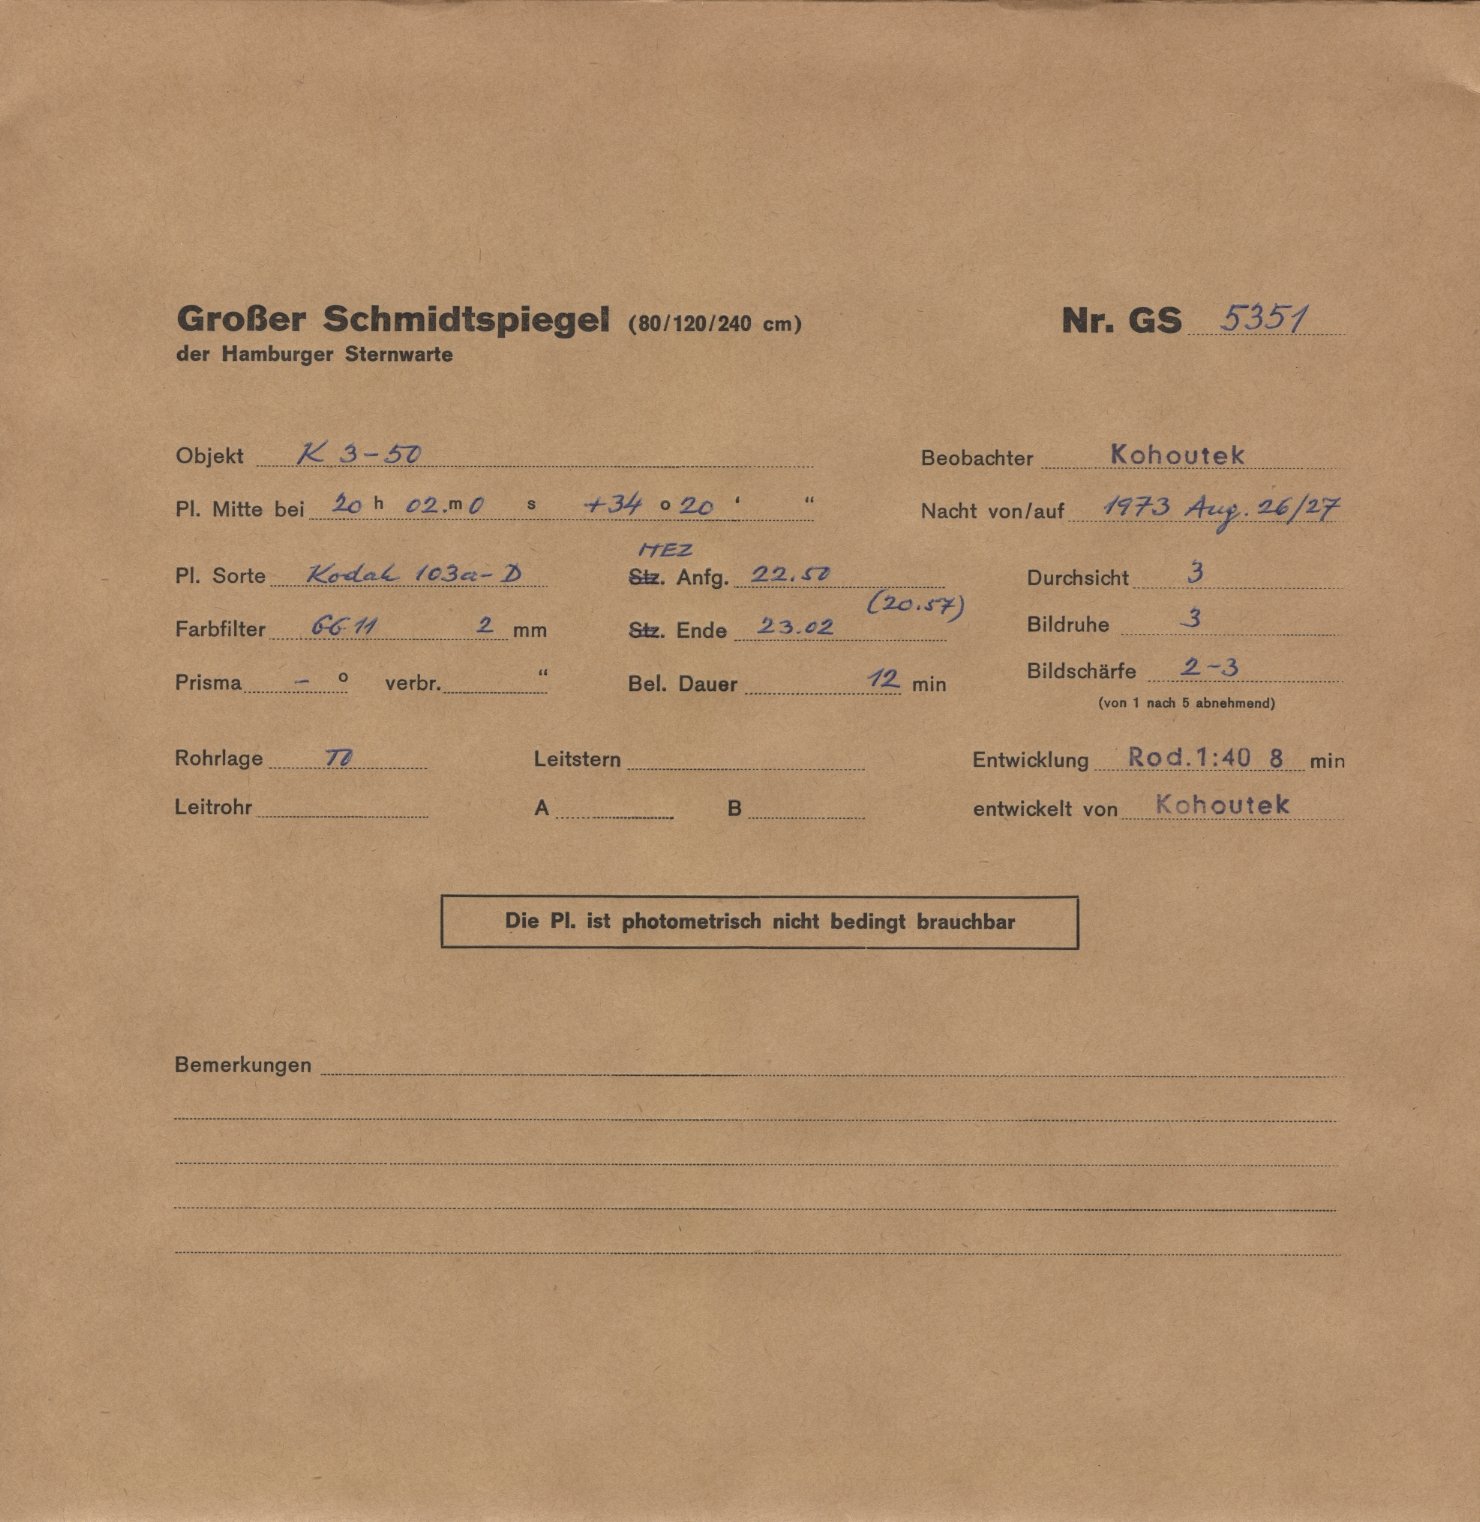 Großer Schmidtspiegel (80/120/240 cm) Nr. GS 5351
der Hamburger Sternwarte
Objekt K 3-50 Beobachter Kohoutek
Pl. Mitte bei 20 h 02.m 0 s +34 o 20 ‘ “ Nacht von/auf 1973 Aug. 26/27
MEZ
Pl. Sorte Kodak 103a-D Stz. Anfg. 22.50 Durchsicht 3
(20.57)
Farbfilter GG 11 2 mm Stz. Ende 23.02 Bildruhe 3
Prisma - o verbr. “ Bel. Dauer 12 min Bildschärfe 2-3
(von 1 nach 5 abnehmend)
Rohrlage Leitstern Entwicklung Rod.1:40 8 min
Leitrohr A B entwickelt von Kohoutek
Die Pl. ist photometrisch nicht bedingt brauchbar
Bemerkungen